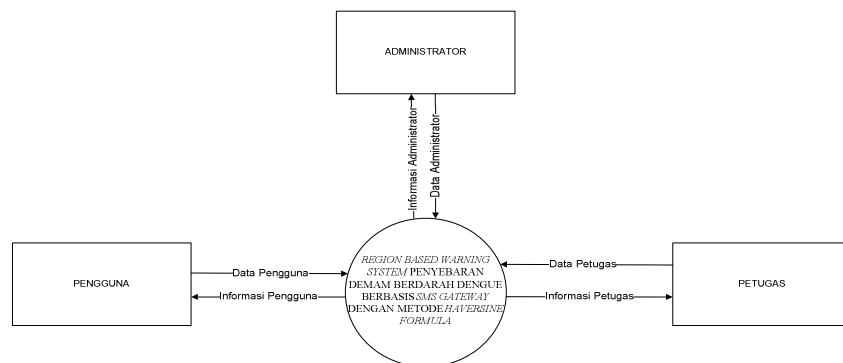 ADMINISTRATOR
Informasi Administrator
Data Administrator
PENGGUNA
Data Pengguna
Informasi Pengguna
REGION BASED WARNING
SYSTEM PENYEBARAN
DEMAM BERDARAH DENGUE
BERBASIS SMS GATEWAY
DENGAN METODE HAVERSINE
FORMULA
Data Petugas
Informasi Petugas
PETUGAS